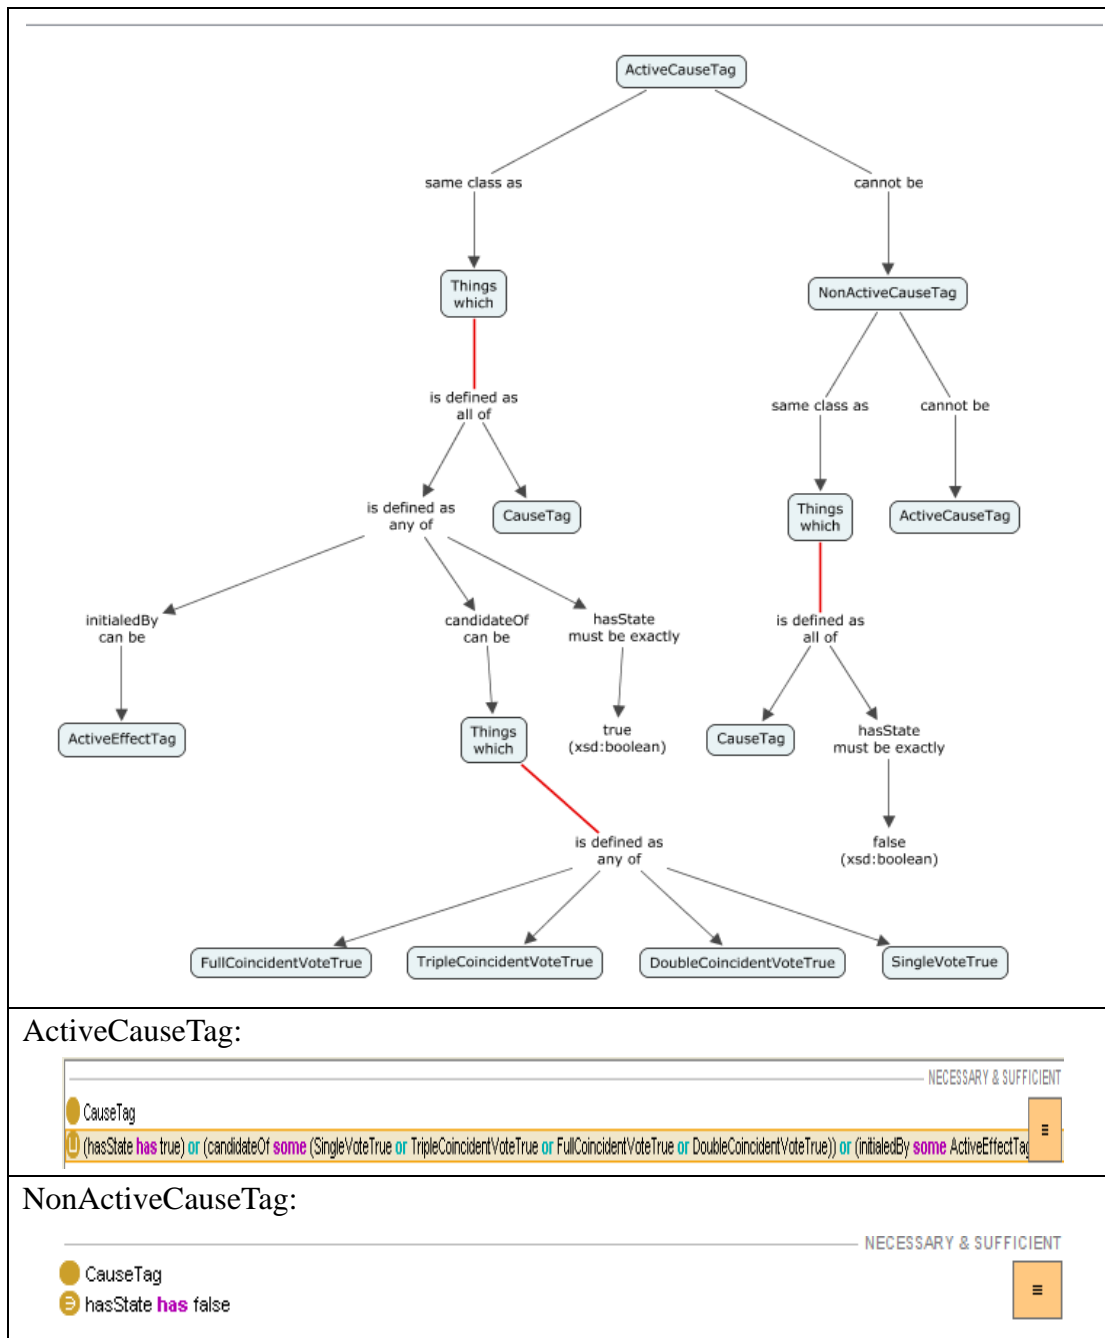 ActiveCauseTag
same class as
cannot be
Things
which
NonActiveCauseTag
is defined as
all of
same class as
cannot be
is defined as
any of
CauseTag
Things
which
ActiveCauseTag
initialedBy
can be
candidateOf
can be
hasState
must be exactly
is defined as
all of
ActiveEffectTag
Things
which
true
(xsd:boolean)
CauseTag
hasState
must be exactly
is defined as
any of
false
(xsd:boolean)
FullCoincidentVoteTrue
TripleCoincidentVoteTrue
DoubleCoincidentVoteTrue
SingleVoteTrue
ActiveCauseTag:
NECESSARY & SUFFICIENT
CauseTag
(hasState has true) or (candidateOf some (SingleVoteTrue or TripleCoincidentVoteTrue or FullCoincidentVoteTrue or DoubleCoincidentVoteTrue)) or (initialedBy some ActiveEffectTag
NonActiveCauseTag:
NECESSARY & SUFFICIENT
CauseTag
hasState has false